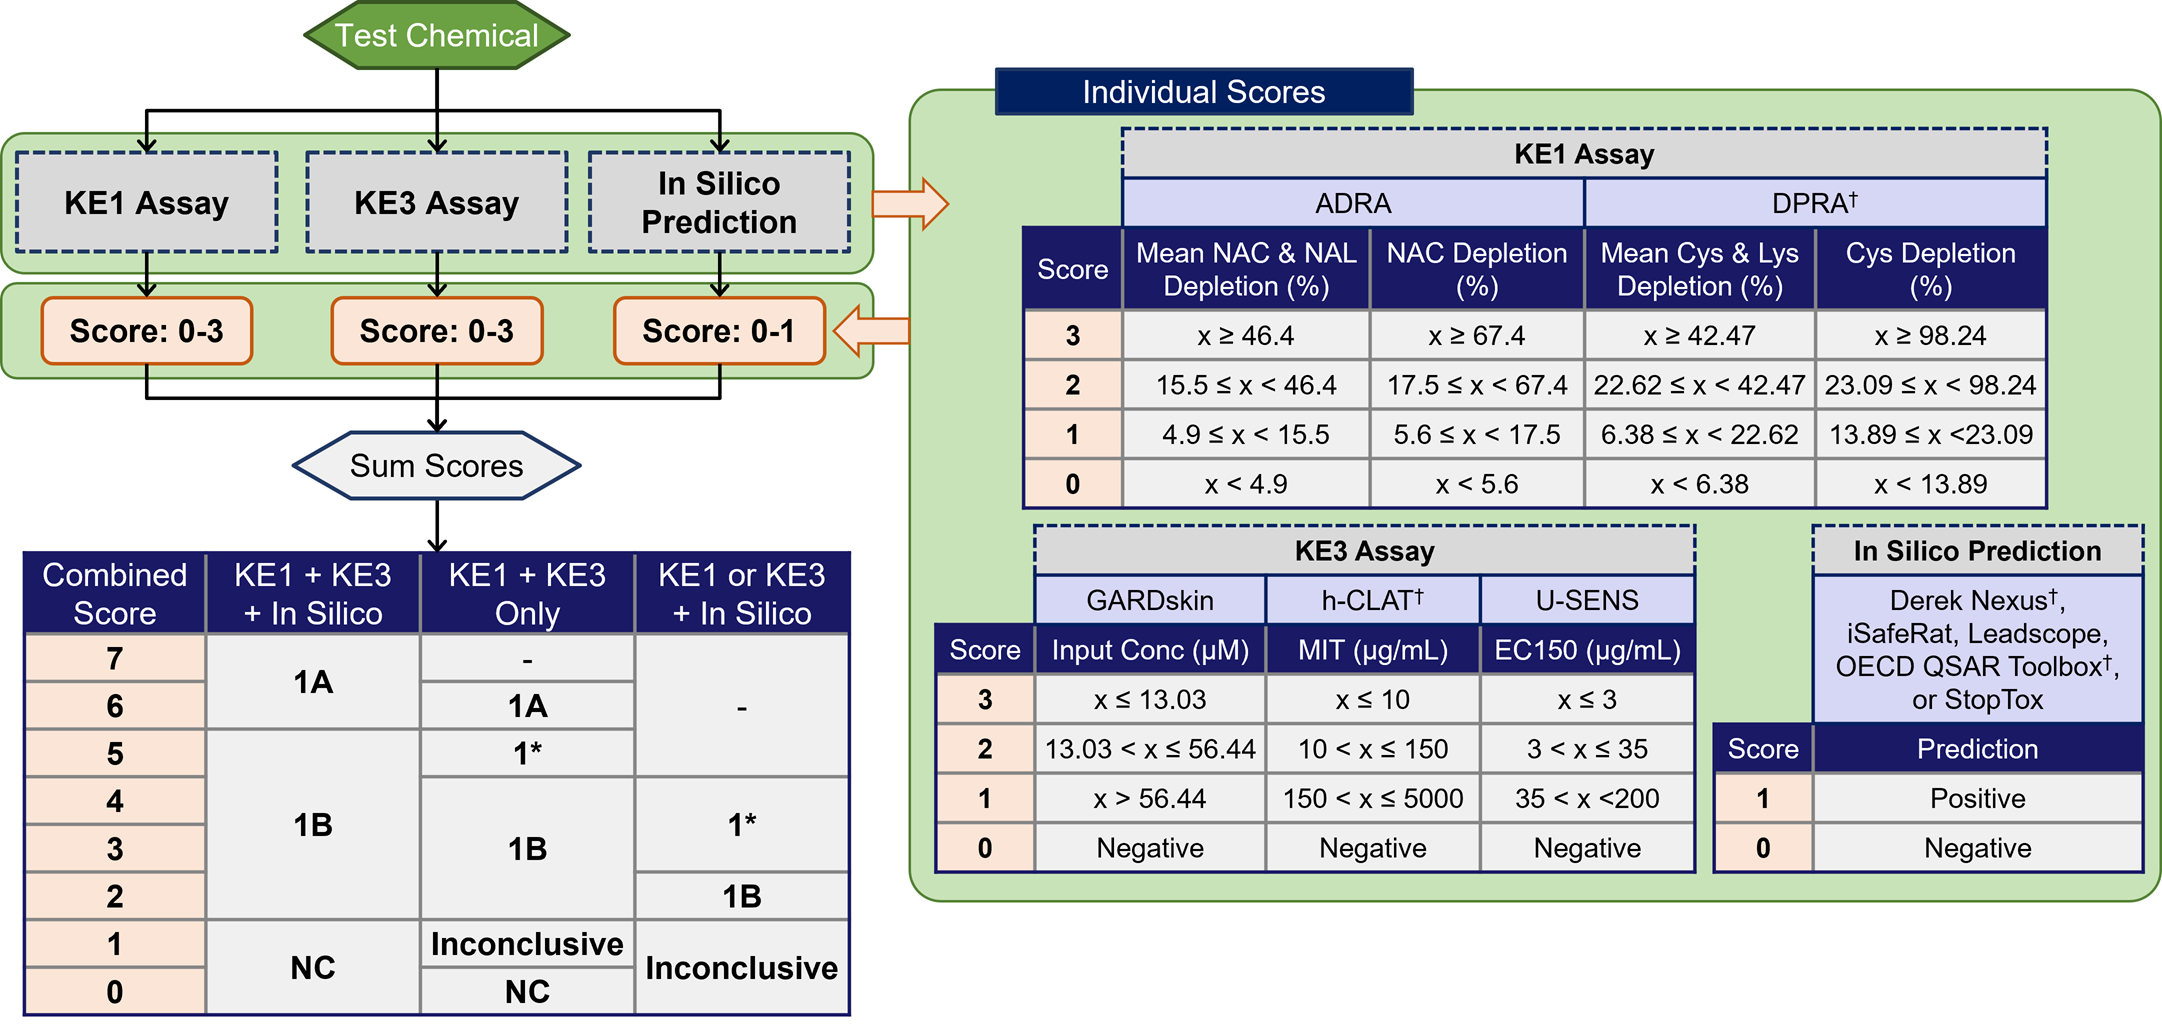 Test Chemical
KE1 Assay
KE3 Assay
In Silico
Prediction
Score: 0-3
Score: 0-3
Score: 0-1
Sum Scores
Combined
Score
KE1 + KE3
+ In Silico
KE1 + KE3
Only
KE1 or KE3
+ In Silico
7
6
5
4
3
2
1
0
1A
1B
NC
-
1A
1*
1B
Inconclusive
NC
-
1*
1B
Inconclusive
Individual Scores
KE1 Assay
ADRA
DPRA†
Score
Mean NAC & NAL
Depletion (%)
NAC Depletion
(%)
Mean Cys & Lys
Depletion (%)
Cys Depletion
(%)
3
x ≥ 46.4
x ≥ 67.4
x ≥ 42.47
x ≥ 98.24
2
15.5 ≤ x < 46.4
17.5 ≤ x < 67.4
22.62 ≤ x < 42.47
23.09 ≤ x < 98.24
1
4.9 ≤ x < 15.5
5.6 ≤ x < 17.5
6.38 ≤ x < 22.62
13.89 ≤ x <23.09
0
x < 4.9
x < 5.6
x < 6.38
x < 13.89
KE3 Assay
GARDskin
h-CLAT†
U-SENS
Score
Input Conc (µM)
MIT (µg/mL)
EC150 (µg/mL)
3
x ≤ 13.03
x ≤ 10
x ≤ 3
2
13.03 < x ≤ 56.44
10 < x ≤ 150
3 < x ≤ 35
1
x > 56.44
150 < x ≤ 5000
35 < x <200
0
Negative
Negative
Negative
In Silico Prediction
Derek Nexus†,
iSafeRat, Leadscope,
OECD QSAR Toolbox†,
or StopTox
Score
Prediction
1
Positive
0
Negative